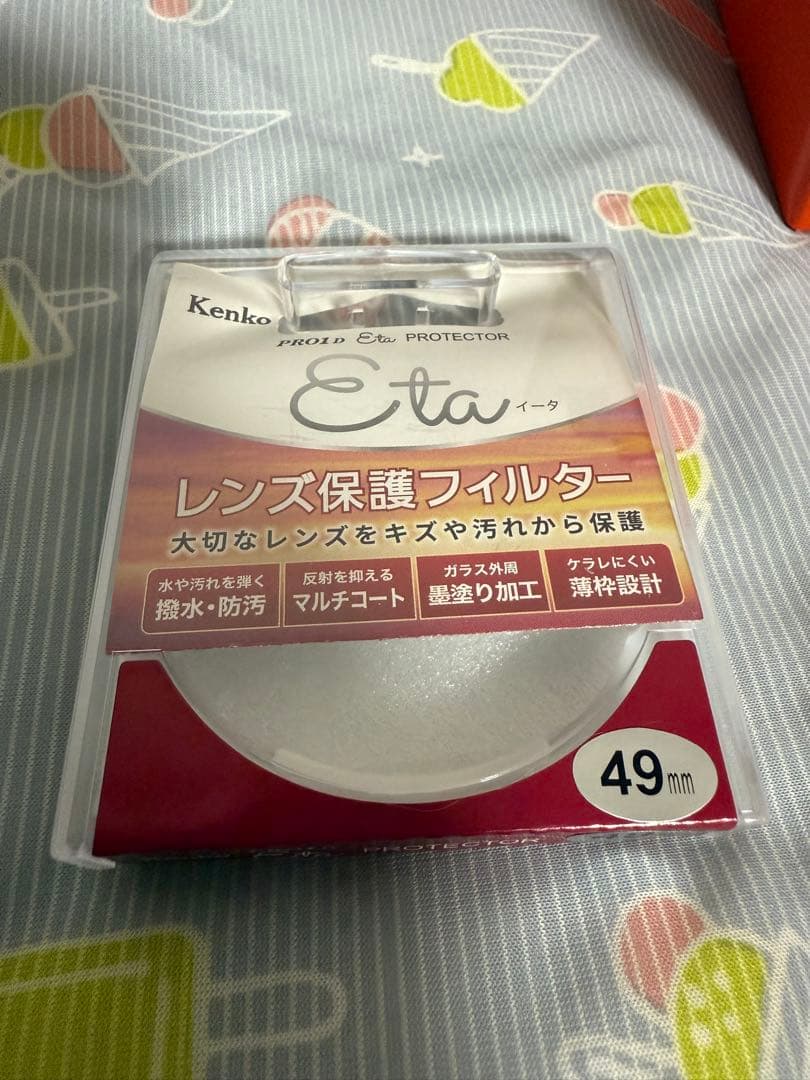 Kenko
PRO1D Eta PROTECTOR
Eta イータ
レンズ保護フィルター
大切なレンズをキズや汚れから保護
水や汚れを弾く
撥水・防汚
反射を抑える
マルチコート
ガラス外周
墨塗り加工
ケラレにくい
薄枠設計
49mm
PROTECTOR